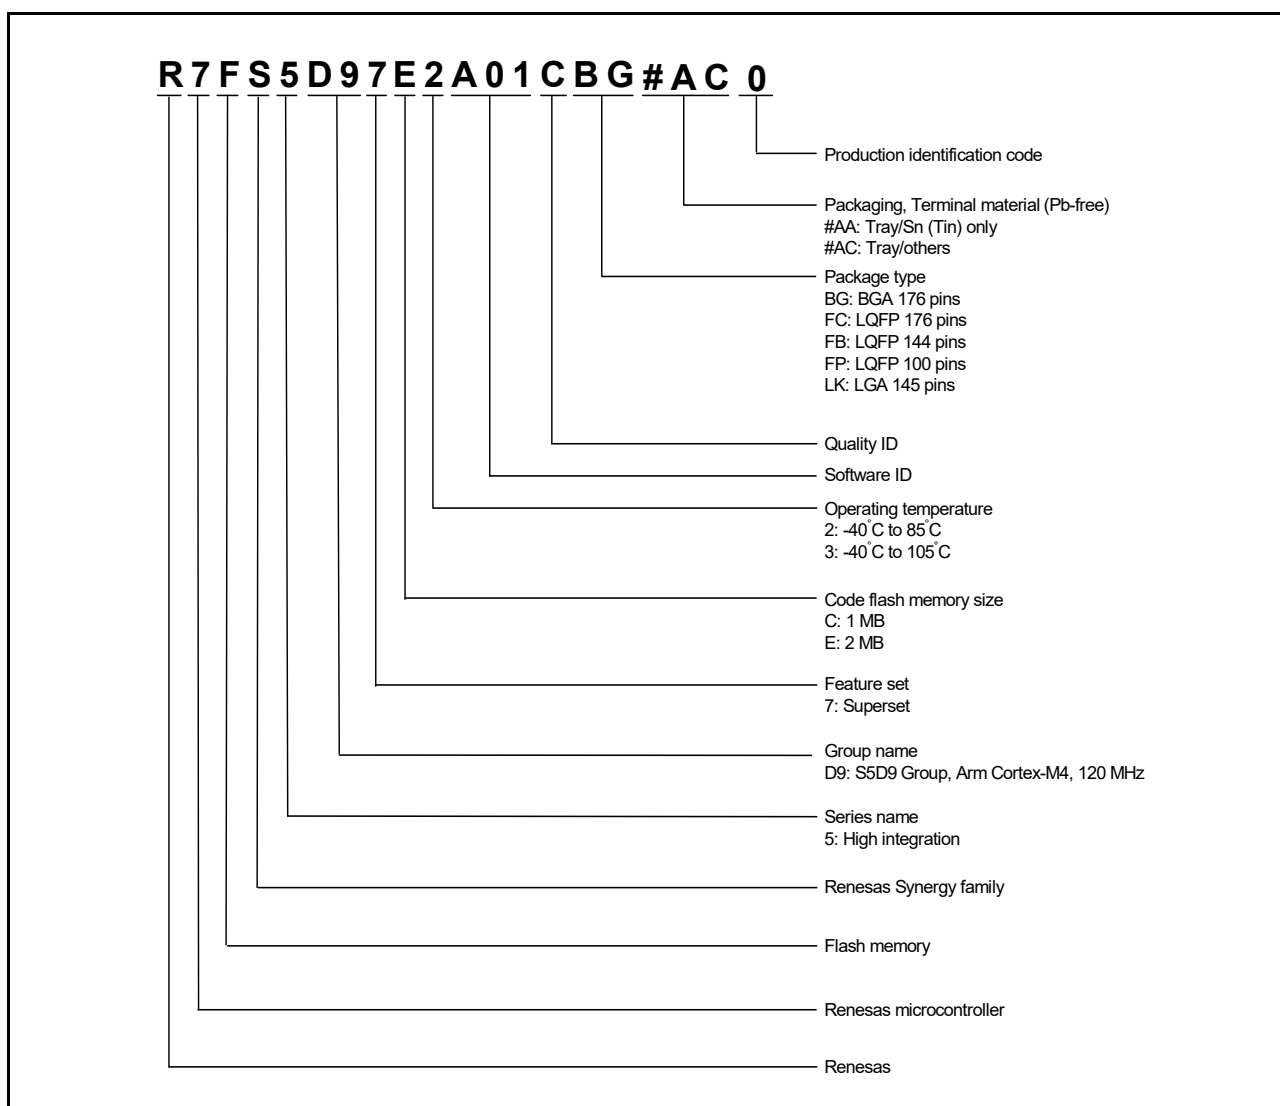 R7FS5D97E2A01CBG#AC0
Production identification code
Packaging, Terminal material (Pb-free)
#AA: Tray/Sn (Tin) only
#AC: Tray/others
Package type
BG: BGA 176 pins
FC: LQFP 176 pins
FB: LQFP 144 pins
FP: LQFP 100 pins
LK: LGA 145 pins
Quality ID
Software ID
Operating temperature
2: -40°C to 85°C
3: -40°C to 105°C
Code flash memory size
C: 1 MB
E: 2 MB
Feature set
7: Superset
Group name
D9: S5D9 Group, Arm Cortex-M4, 120 MHz
Series name
5: High integration
Renesas Synergy family
Flash memory
Renesas microcontroller
Renesas